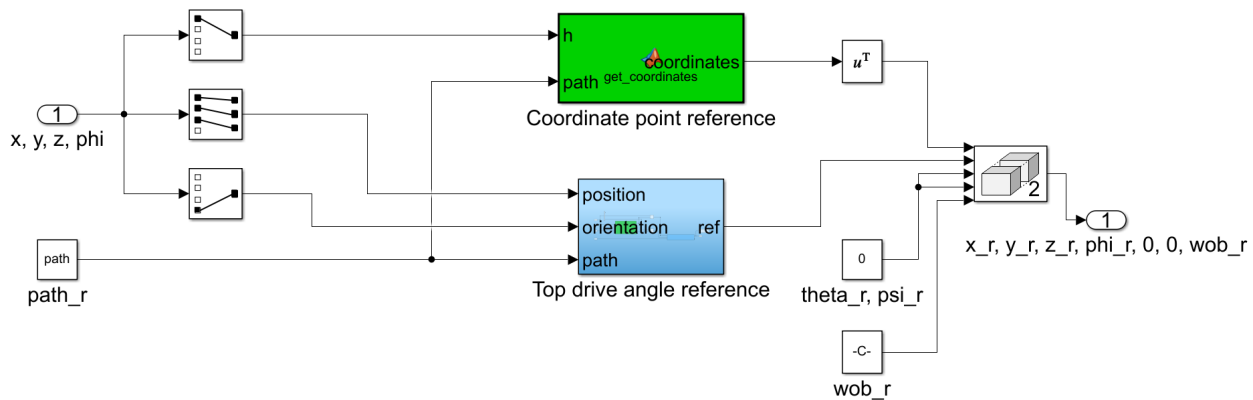 h
path
coordinates
get_coordinates
Coordinate point reference
u^T
1
x, y, z, phi
position
orientation
path
ref
Top drive angle reference
path
path_r
2
1
x_r, y_r, z_r, phi_r, 0, 0, wob_r
0
theta_r, psi_r
-C-
wob_r